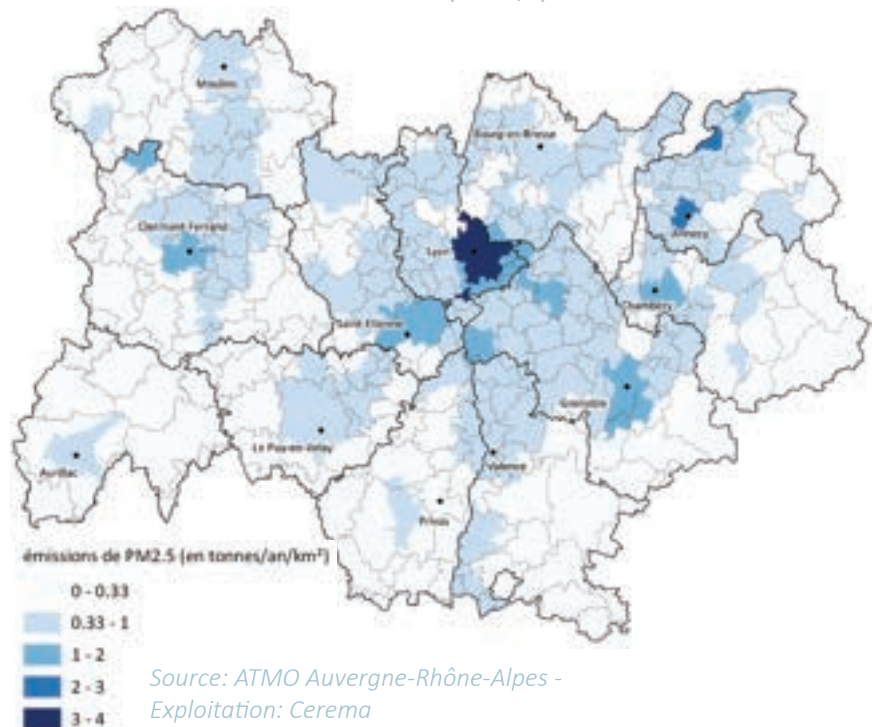 Moulins
Bourg-en-Bresse
Clermont-Ferrand
Lyon
Annecy
Chambéry
Saint-Etienne
Grenoble
Le Puy-en-Velay
Valence
Aurillac
Privas
émissions de PM2.5 (en tonnes/an/km²)
0 - 0.33
0.33 - 1
1 - 2
2 - 3
3 - 4
Source: ATMO Auvergne-Rhône-Alpes -
Exploitation: Cerema